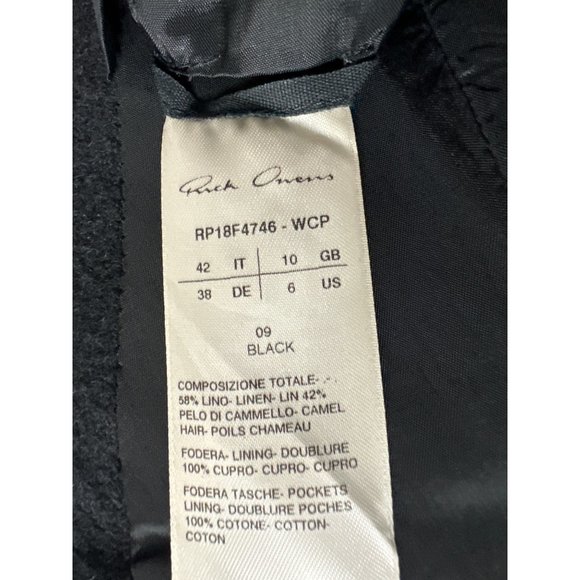 Rick Owens
RP18F4746 - WCP
42 IT 10 GB
38 DE 6 US
09
BLACK
COMPOSIZIONE TOTALE- .- .
58% LINO- LINEN- LIN 42%
PELO DI CAMMELLO- CAMEL
HAIR- POILS CHAMEAU
FODERA- LINING- DOUBLURE
100% CUPRO- CUPRO- CUPRO
FODERA TASCHE- POCKETS
LINING- DOUBLURE POCHES
100% COTONE- COTTON-
COTON